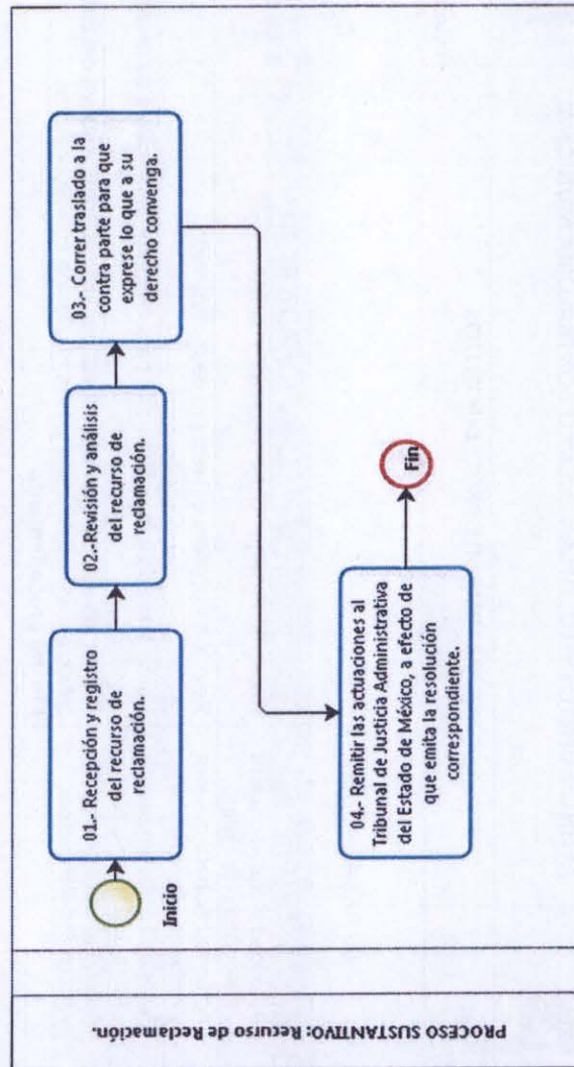 PROCESO SUSTANTIVO: Recurso de Reclamación.
Inicio
01.- Recepción y registro
del recurso de
reclamación.
02.-Revisión y análisis
del recurso de
reclamación.
03.- Correr traslado a la
contra parte para que
exprese lo que a su
derecho convenga.
04.- Remitir las actuaciones al
Tribunal de Justicia Administrativa
del Estado de México, a efecto de
que emita la resolución
correspondiente.
Fin